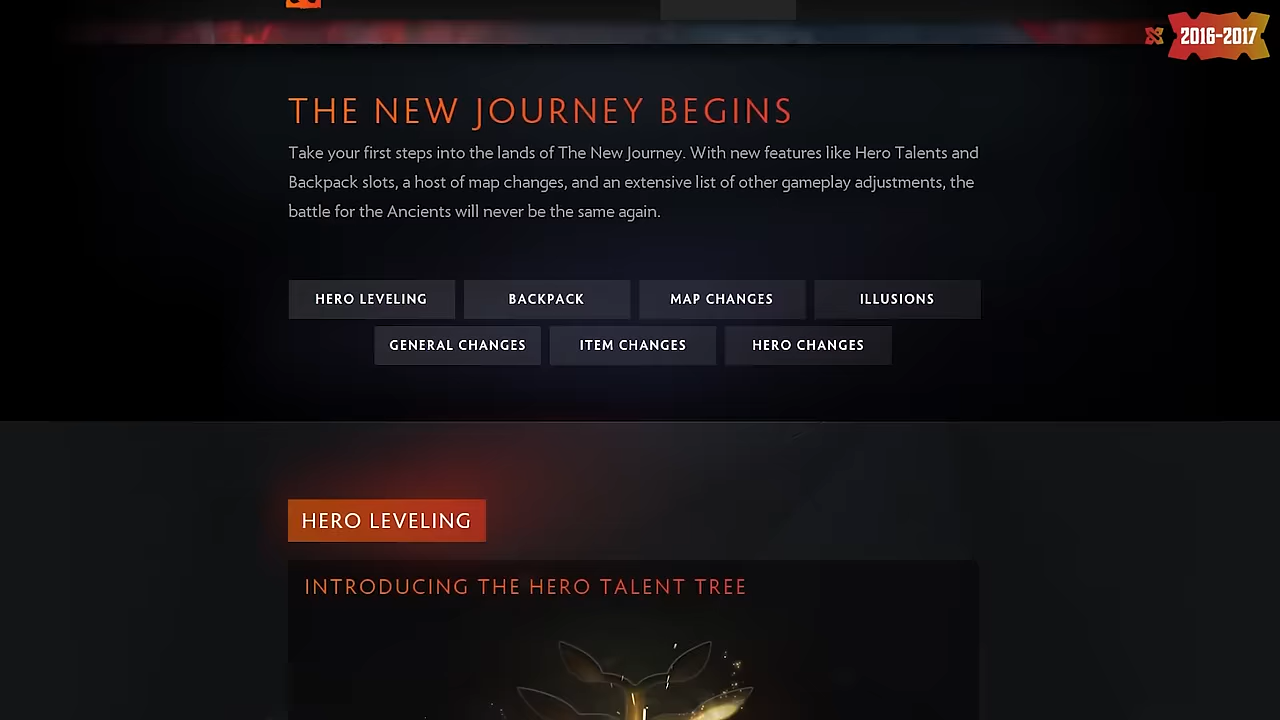 2016-2017
THE NEW JOURNEY BEGINS
Take your first steps into the lands of The New Journey. With new features like Hero Talents and
Backpack slots, a host of map changes, and an extensive list of other gameplay adjustments, the
battle for the Ancients will never be the same again.
HERO LEVELING
BACKPACK
MAP CHANGES
ILLUSIONS
GENERAL CHANGES
ITEM CHANGES
HERO CHANGES
HERO LEVELING
INTRODUCING THE HERO TALENT TREE